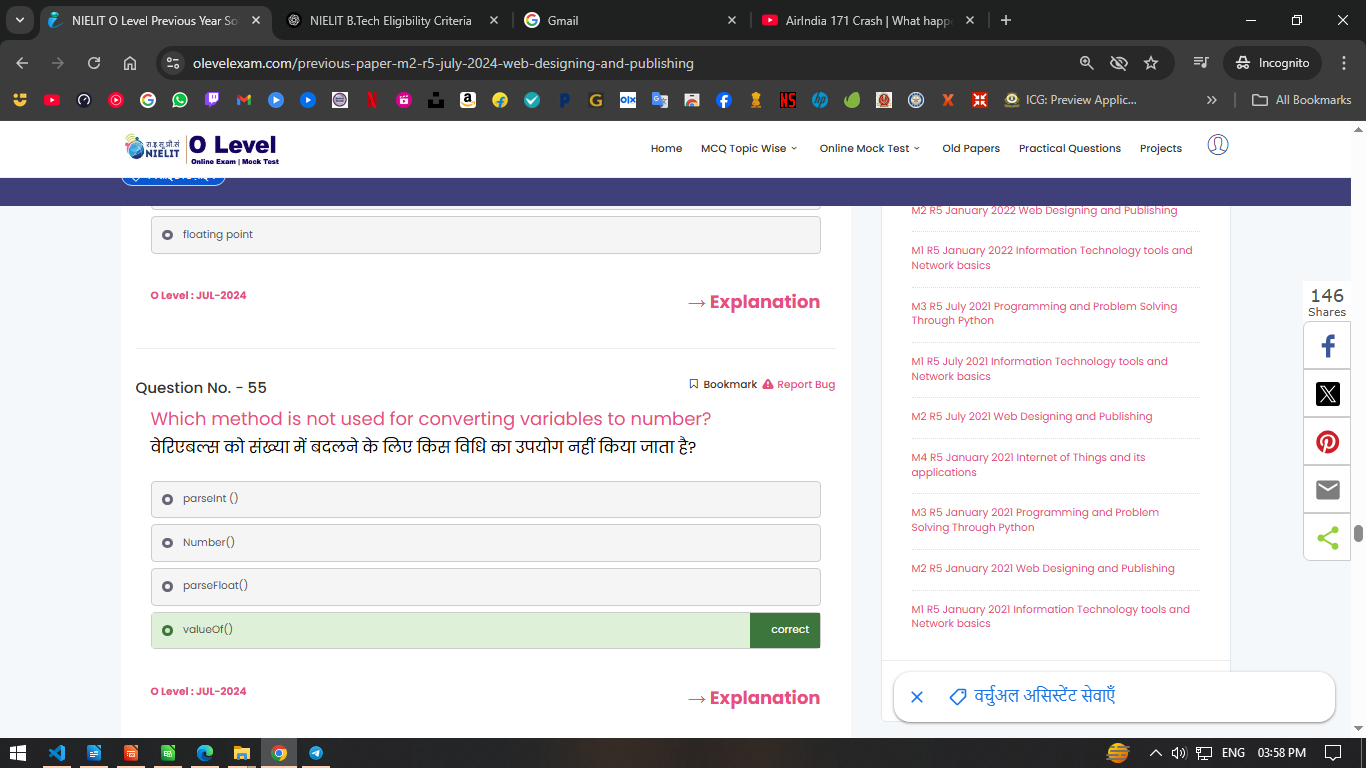 NIELIT O Level Previous Year So
NIELIT B.Tech Eligibility Criteria
Gmail
AirIndia 171 Crash | What happe
olevelexam.com/previous-paper-m2-r5-july-2024-web-designing-and-publishing
Incognito
ICG: Preview Applic...
All Bookmarks
रा.इ.सू.प्रौ.सं
NIELIT
O Level
Online Exam | Mock Test
Home
MCQ Topic Wise
Online Mock Test
Old Papers
Practical Questions
Projects
floating point
O Level : JUL-2024
→ Explanation
Question No. - 55
Bookmark
Report Bug
Which method is not used for converting variables to number?
वेरिएबल्स को संख्या में बदलने के लिए किस विधि का उपयोग नहीं किया जाता है?
parseInt ()
Number()
parseFloat()
valueOf()
correct
O Level : JUL-2024
→ Explanation
M2 R5 January 2022 Web Designing and Publishing
M1 R5 January 2022 Information Technology tools and
Network basics
M3 R5 July 2021 Programming and Problem Solving
Through Python
M1 R5 July 2021 Information Technology tools and
Network basics
M2 R5 July 2021 Web Designing and Publishing
M4 R5 January 2021 Internet of Things and its
applications
M3 R5 January 2021 Programming and Problem
Solving Through Python
M2 R5 January 2021 Web Designing and Publishing
M1 R5 January 2021 Information Technology tools and
Network basics
146
Shares
वर्चुअल असिस्टेंट सेवाएँ
ENG
03:58 PM